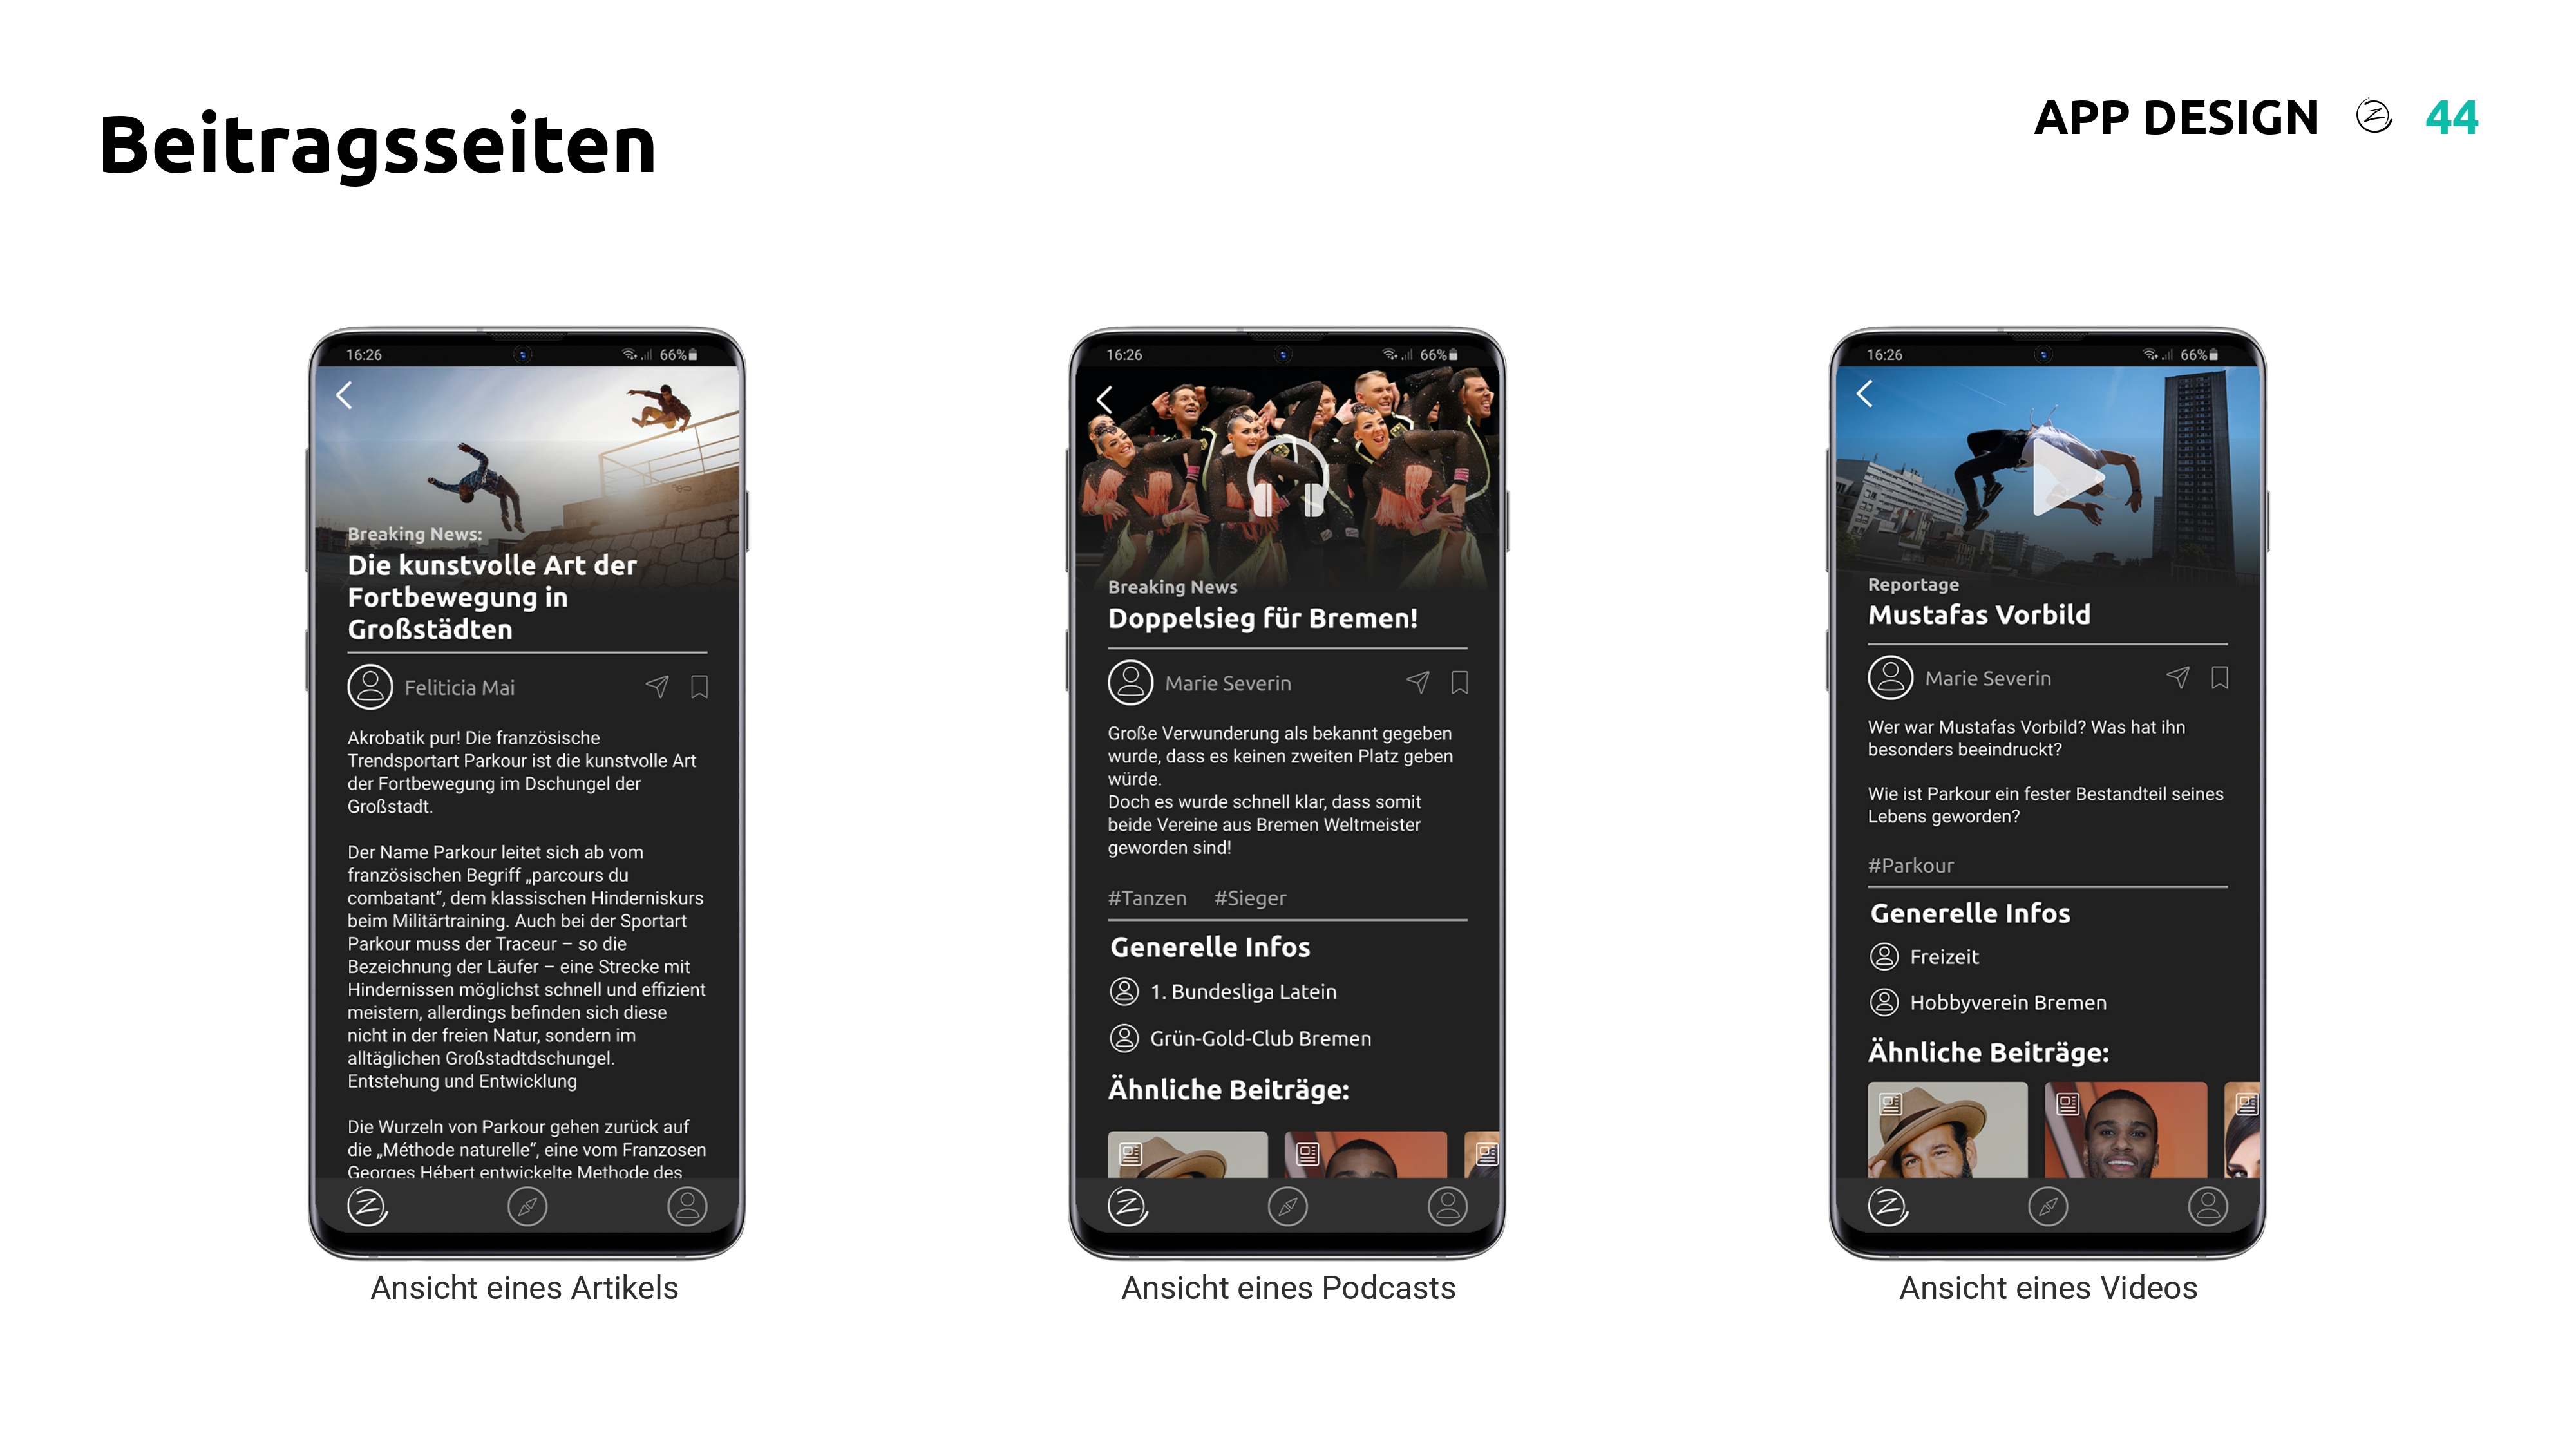 Beitragsseiten
APP DESIGN 44
16:26 66%
Breaking News:
Die kunstvolle Art der
Fortbewegung in
Großstädten
Feliticia Mai
Akrobatik pur! Die französische
Trendsportart Parkour ist die kunstvolle Art
der Fortbewegung im Dschungel der
Großstadt.
Der Name Parkour leitet sich ab vom
französischen Begriff „parcours du
combatant“, dem klassischen Hinderniskurs
beim Militärtraining. Auch bei der Sportart
Parkour muss der Traceur – so die
Bezeichnung der Läufer – eine Strecke mit
Hindernissen möglichst schnell und effizient
meistern, allerdings befinden sich diese
nicht in der freien Natur, sondern im
alltäglichen Großstadtdschungel.
Entstehung und Entwicklung
Die Wurzeln von Parkour gehen zurück auf
die „Méthode naturelle“, eine vom Franzosen
Georges Hébert entwickelte Methode des
Ansicht eines Artikels
16:26 66%
Breaking News
Doppelsieg für Bremen!
Marie Severin
Große Verwunderung als bekannt gegeben
wurde, dass es keinen zweiten Platz geben
würde.
Doch es wurde schnell klar, dass somit
beide Vereine aus Bremen Weltmeister
geworden sind!
#Tanzen #Sieger
Generelle Infos
1. Bundesliga Latein
Grün-Gold-Club Bremen
Ähnliche Beiträge:
Ansicht eines Podcasts
16:26 66%
Reportage
Mustafas Vorbild
Marie Severin
Wer war Mustafas Vorbild? Was hat ihn
besonders beeindruckt?
Wie ist Parkour ein fester Bestandteil seines
Lebens geworden?
#Parkour
Generelle Infos
Freizeit
Hobbyverein Bremen
Ähnliche Beiträge:
Ansicht eines Videos